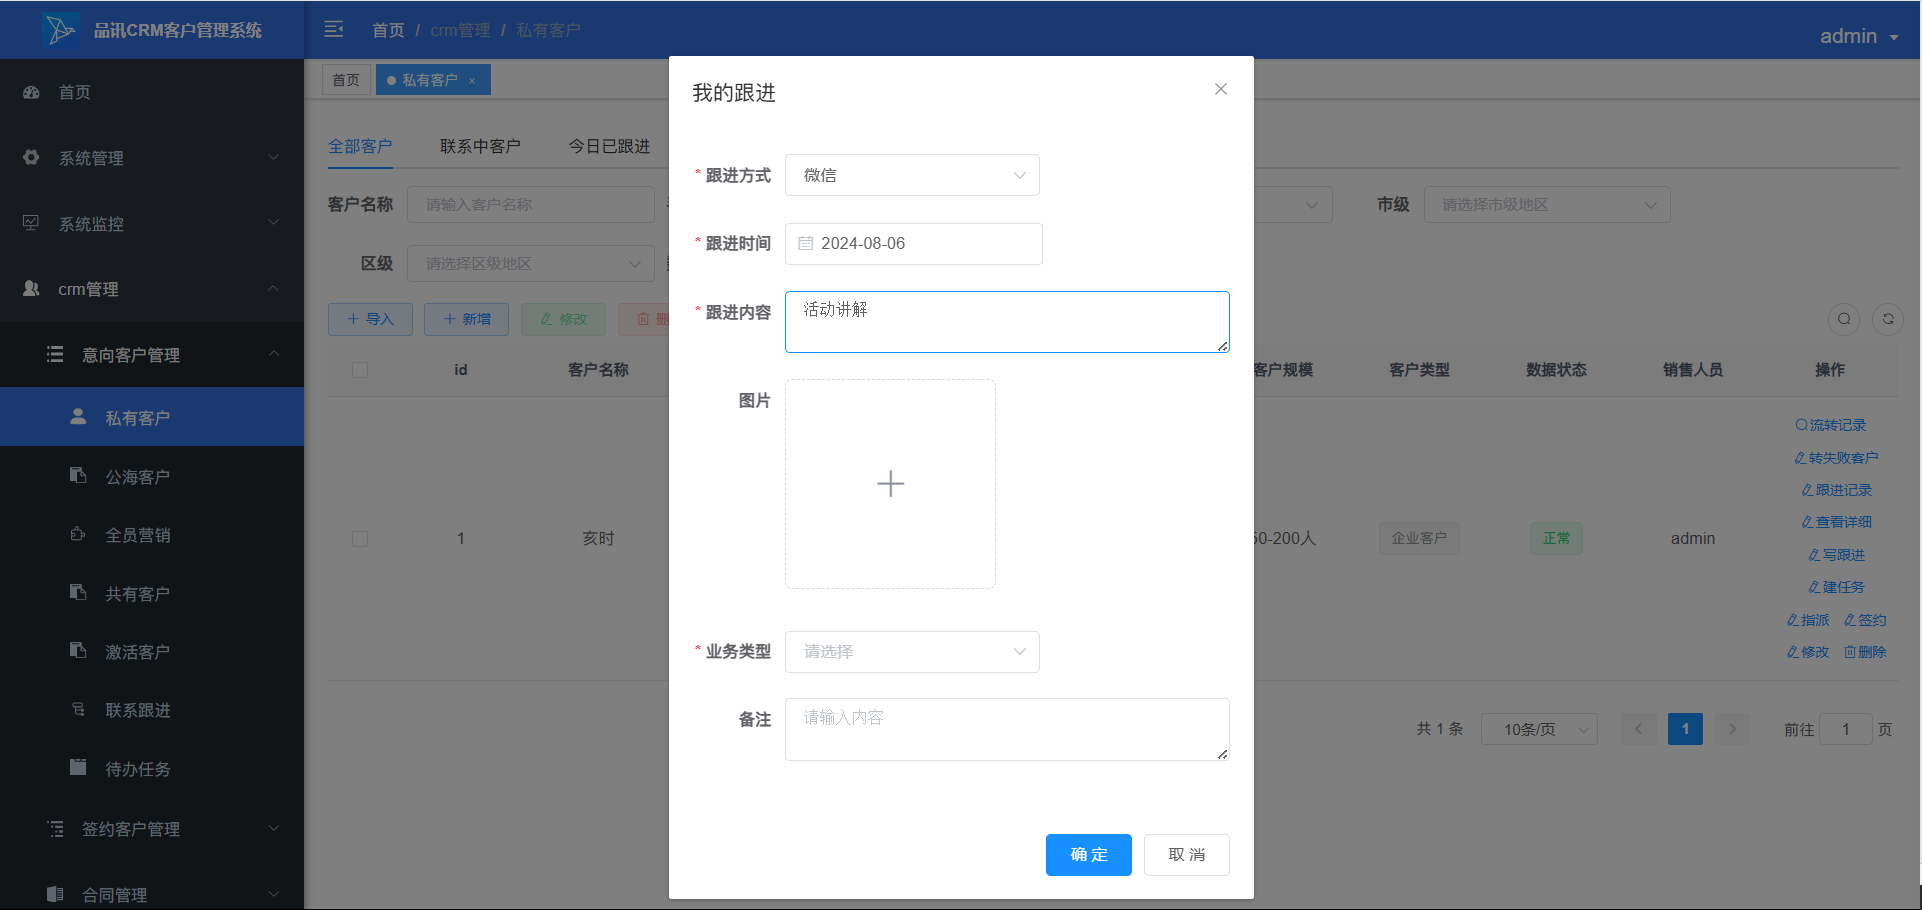 品讯CRM客户管理系统
首页 / crm管理 / 私有客户
admin
首页
私有客户 ×
首页
系统管理
系统监控
crm管理
意向客户管理
私有客户
公海客户
全员营销
共有客户
激活客户
联系跟进
待办任务
签约客户管理
合同管理
全部客户
联系中客户
今日已跟进
客户名称
请输入客户名称
市级
请选择市级地区
区级
请选择区级地区
导入
新增
修改
id
客户名称
客户规模
客户类型
数据状态
销售人员
操作
1
亥时
50-200人
企业客户
正常
admin
流转记录
转失败客户
跟进记录
查看详细
写跟进
建任务
指派 签约
修改 删除
共 1 条
10条/页
1
前往 1 页
我的跟进
* 跟进方式
微信
* 跟进时间
2024-08-06
* 跟进内容
活动讲解
图片
* 业务类型
请选择
备注
请输入内容
确 定
取 消